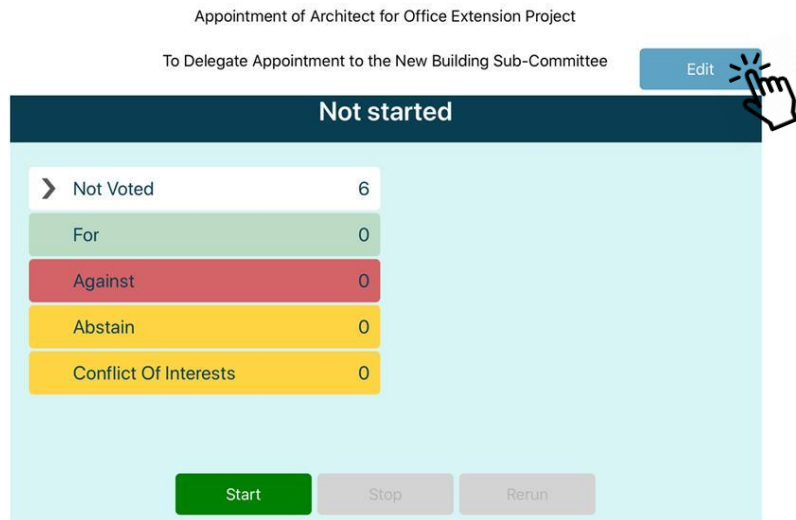 Appointment of Architect for Office Extension Project
To Delegate Appointment to the New Building Sub-Committee
Edit
Not started
Not Voted 6
For 0
Against 0
Abstain 0
Conflict Of Interests 0
Start Stop Rerun